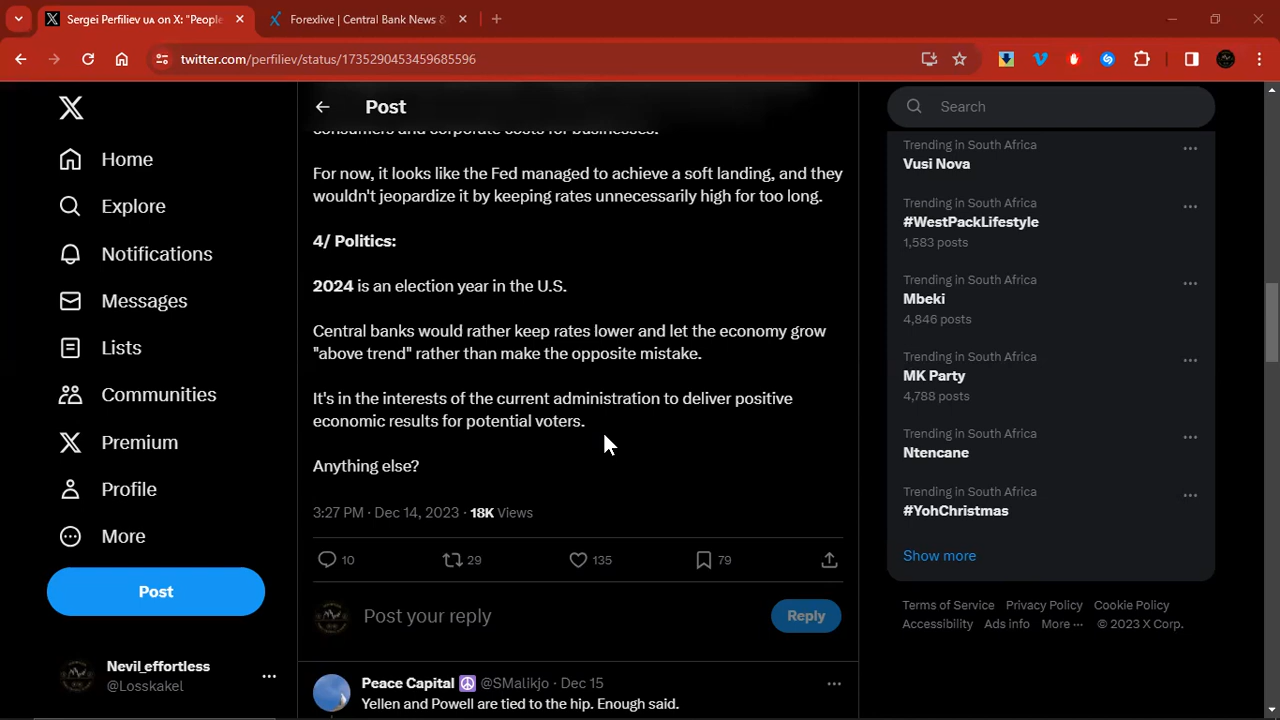 Sergei Perfiliev UA on X: "People
Forexlive | Central Bank News &
twitter.com/perfiliev/status/1735290453459685596
Home
Explore
Notifications
Messages
Lists
Communities
Premium
Profile
More
Post
Nevil_effortless
@Losskakel
Post
consumers and corporate costs for businesses.
For now, it looks like the Fed managed to achieve a soft landing, and they
wouldn't jeopardize it by keeping rates unnecessarily high for too long.
4/ Politics:
2024 is an election year in the U.S.
Central banks would rather keep rates lower and let the economy grow
"above trend" rather than make the opposite mistake.
It's in the interests of the current administration to deliver positive
economic results for potential voters.
Anything else?
3:27 PM · Dec 14, 2023 · 18K Views
10 29 135 79
Post your reply
Reply
Peace Capital @SMalikjo · Dec 15
Yellen and Powell are tied to the hip. Enough said.
Search
Trending in South Africa
Vusi Nova
Trending in South Africa
#WestPackLifestyle
1,583 posts
Trending in South Africa
Mbeki
4,846 posts
Trending in South Africa
MK Party
4,788 posts
Trending in South Africa
Ntencane
Trending in South Africa
#YohChristmas
Show more
Terms of Service Privacy Policy Cookie Policy
Accessibility Ads info More ··· © 2023 X Corp.